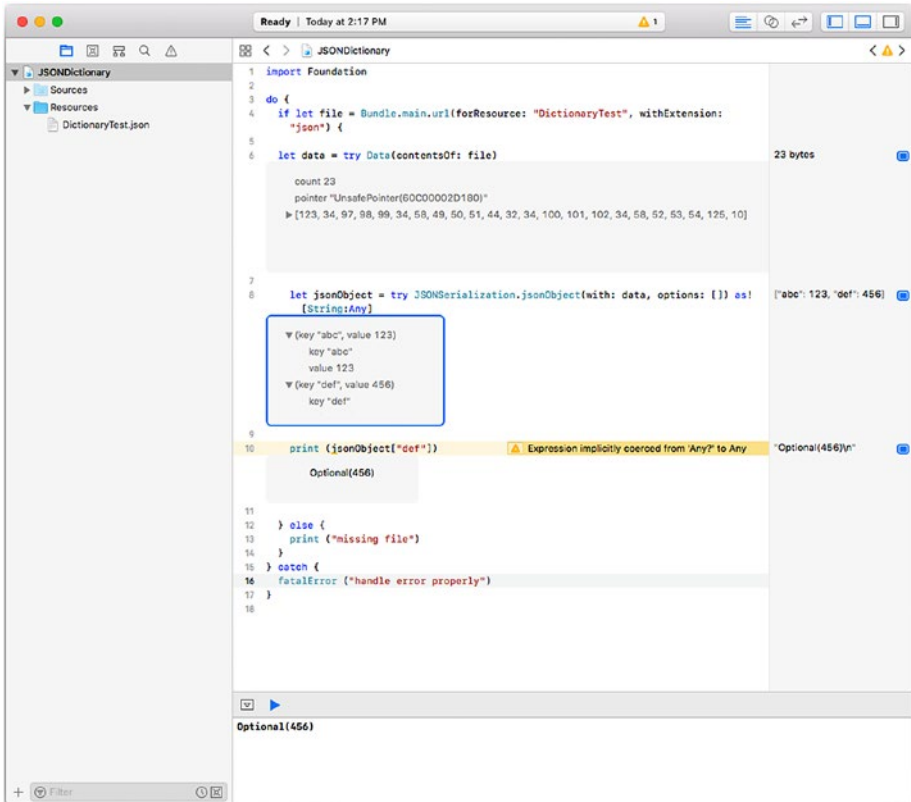 Ready | Today at 2:17 PM
1
JSONDictionary
JSONDictionary
Sources
Resources
DictionaryTest.json
1 import Foundation
2
3 do {
4 if let file = Bundle.main.url(forResource: "DictionaryTest", withExtension:
"json") {
5
6 let data = try Data(contentsOf: file)
23 bytes
count 23
pointer "UnsafePointer(60C00002D180)"
[123, 34, 97, 98, 99, 34, 58, 49, 50, 51, 44, 32, 34, 100, 101, 102, 34, 58, 52, 53, 54, 125, 10]
7
8 let jsonObject = try JSONSerialization.jsonObject(with: data, options: []) as!
[String:Any]
["abc": 123, "def": 456]
(key "abc", value 123)
key "abc"
value 123
(key "def", value 456)
key "def"
9
10 print (jsonObject["def"])
Expression implicitly coerced from 'Any?' to Any
"Optional(456)\n"
Optional(456)
11
12 } else {
13 print ("missing file")
14 }
15 } catch {
16 fatalError ("handle error properly")
17 }
18
Optional(456)
Filter